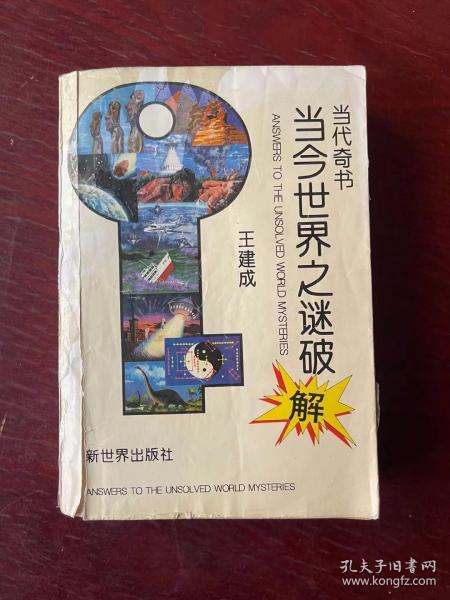 当代奇书
当今世界之谜破解
ANSWERS TO THE UNSOLVED WORLD MYSTERIES
王建成
新世界出版社
ANSWERS TO THE UNSOLVED WORLD MYSTERIES
孔夫子旧书网
www.kongfz.com